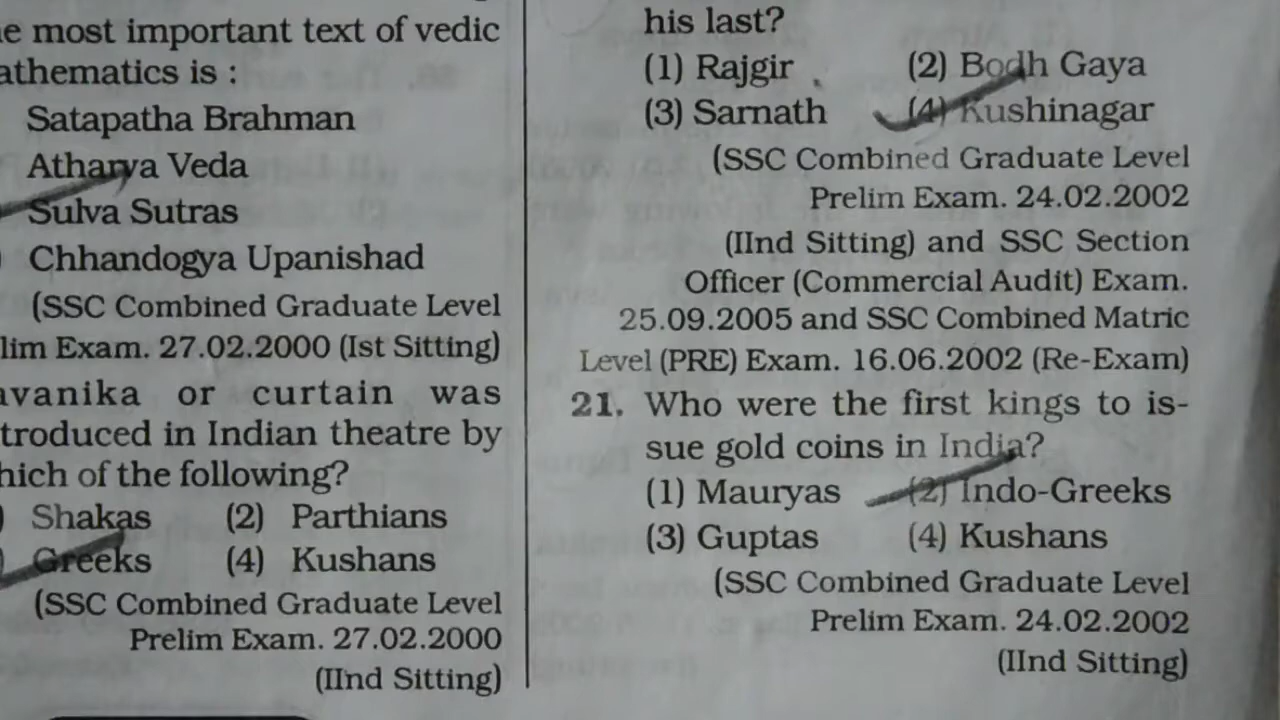 e most important text of vedic
athematics is :
Satapatha Brahman
Atharva Veda
Sulva Sutras
Chhandogya Upanishad
(SSC Combined Graduate Level
lim Exam. 27.02.2000 (Ist Sitting)
avanika or curtain was
troduced in Indian theatre by
hich of the following?
) Shakas (2) Parthians
) Greeks (4) Kushans
(SSC Combined Graduate Level
Prelim Exam. 27.02.2000
(IInd Sitting)
his last?
(1) Rajgir (2) Bodh Gaya
(3) Sarnath (4) Kushinagar
(SSC Combined Graduate Level
Prelim Exam. 24.02.2002
(IInd Sitting) and SSC Section
Officer (Commercial Audit) Exam.
25.09.2005 and SSC Combined Matric
Level (PRE) Exam. 16.06.2002 (Re-Exam)
21. Who were the first kings to is-
sue gold coins in India?
(1) Mauryas (2) Indo-Greeks
(3) Guptas (4) Kushans
(SSC Combined Graduate Level
Prelim Exam. 24.02.2002
(IInd Sitting)